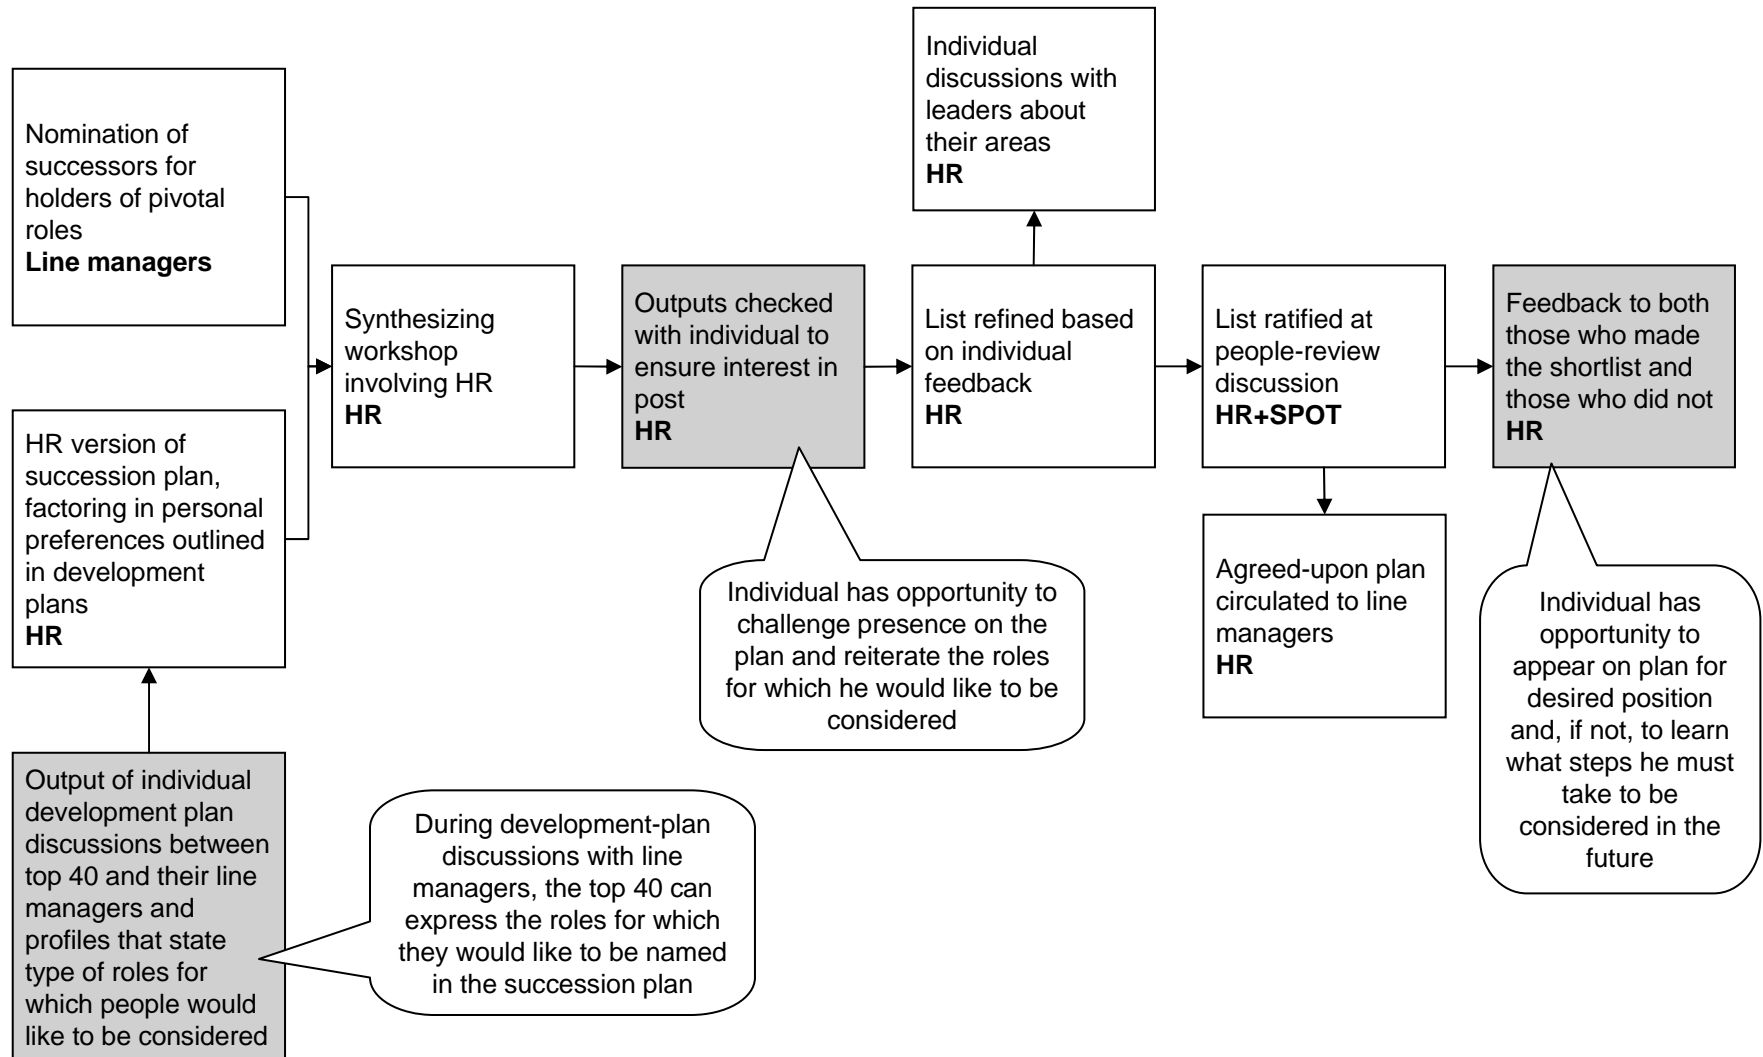 Nomination of
successors for
holders of pivotal
roles
Line managers
HR version of
succession plan,
factoring in personal
preferences outlined
in development
plans
HR
Output of individual
development plan
discussions between
top 40 and their line
managers and
profiles that state
type of roles for
which people would
like to be considered
During development-plan
discussions with line
managers, the top 40 can
express the roles for which
they would like to be named
in the succession plan
Synthesizing
workshop
involving HR
HR
Outputs checked
with individual to
ensure interest in
post
HR
Individual has opportunity to
challenge presence on the
plan and reiterate the roles
for which he would like to be
considered
Individual
discussions with
leaders about
their areas
HR
List refined based
on individual
feedback
HR
List ratified at
people-review
discussion
HR+SPOT
Agreed-upon plan
circulated to line
managers
HR
Feedback to both
those who made
the shortlist and
those who did not
HR
Individual has
opportunity to
appear on plan for
desired position
and, if not, to learn
what steps he must
take to be
considered in the
future